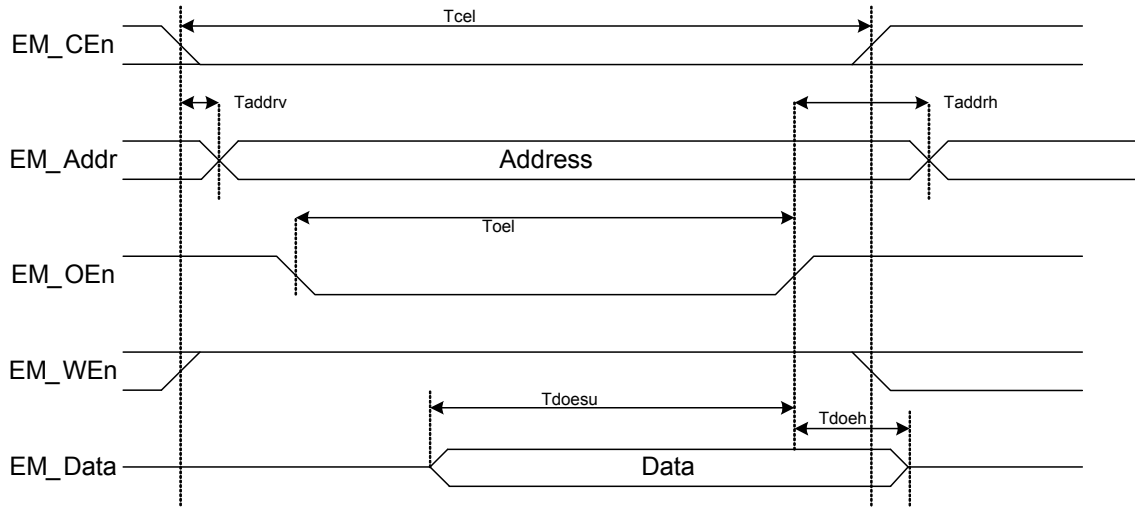 Tcel
EM_CEn
Taddrv
Taddrh
EM_Addr
Address
Toel
EM_OEn
EM_WEn
Tdoesu
Tdoeh
EM_Data
Data